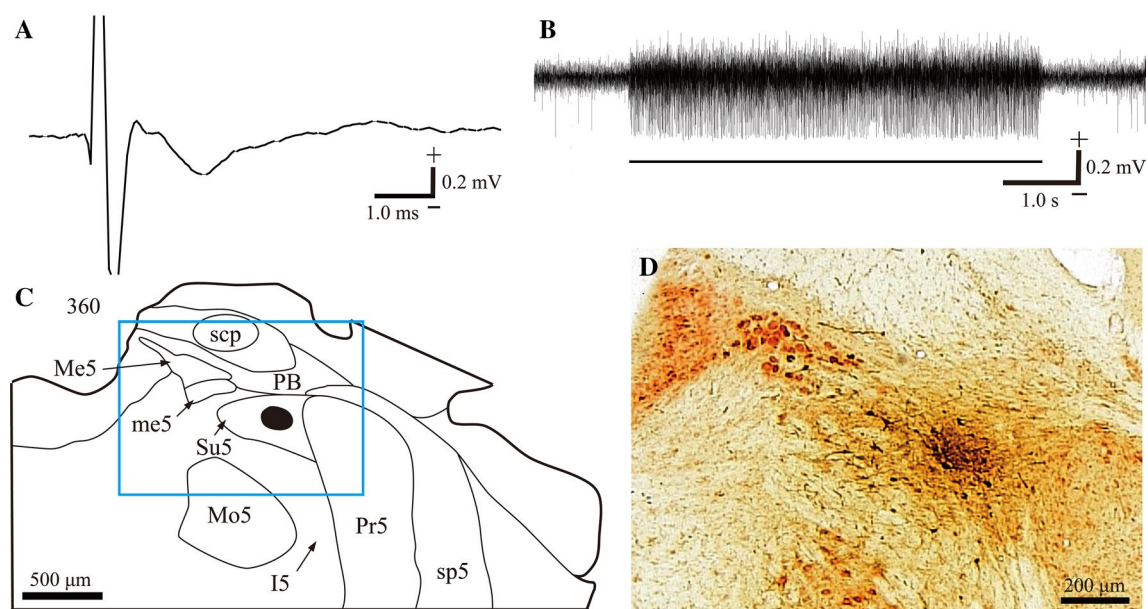 A
+
0.2 mV
−
1.0 ms
B
+
0.2 mV
−
1.0 s
C
360
scp
Me5
PB
me5
Su5
Mo5
Pr5
I5
sp5
500 μm
D
200 μm